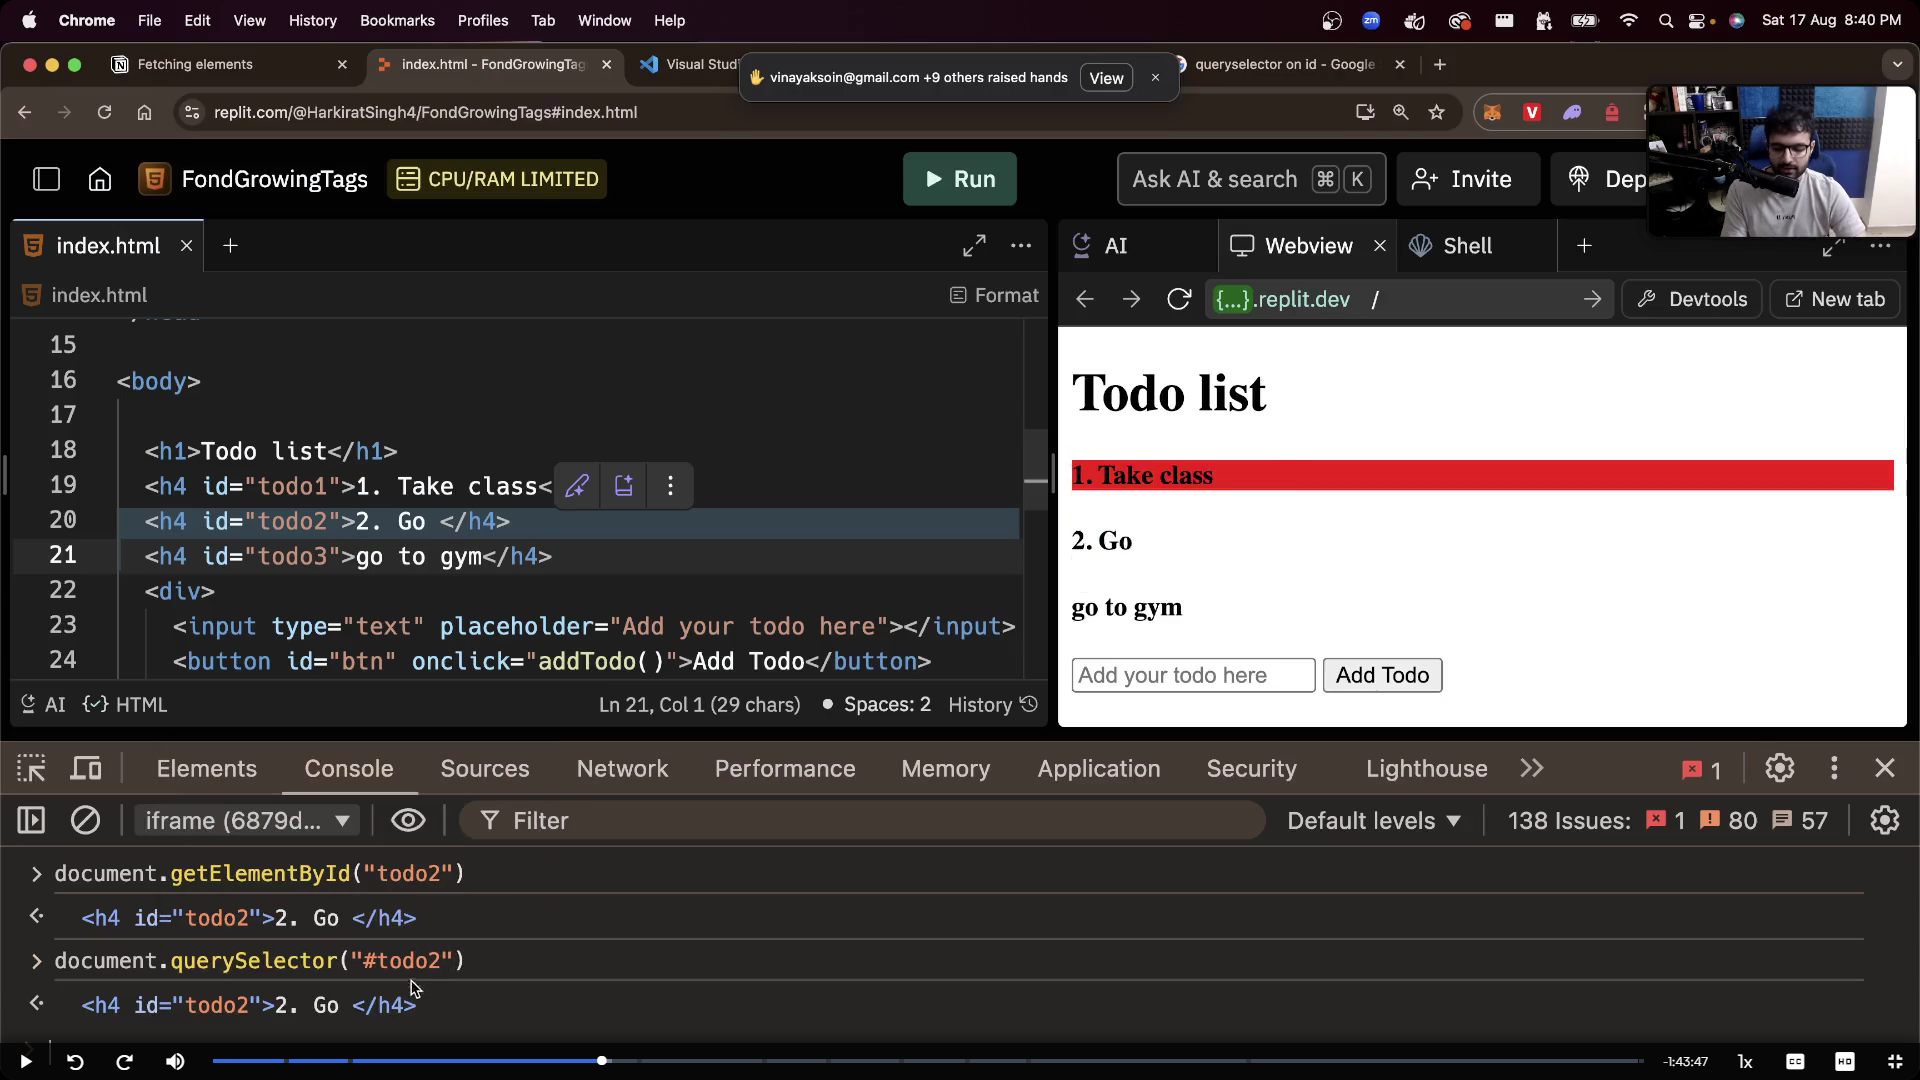 Chrome File Edit View History Bookmarks Profiles Tab Window Help
zm
Sat 17 Aug 8:40 PM
Fetching elements
index.html - FondGrowingTag
Visual Stud
queryselector on id - Google
vinayaksoin@gmail.com +9 others raised hands View
replit.com/@HarkiratSingh4/FondGrowingTags#index.html
V
FondGrowingTags
CPU/RAM LIMITED
Run
Ask AI & search ⌘ K
Invite
Dep
index.html
AI
Webview
Shell
index.html
Format
{...}.replit.dev /
Devtools
New tab
15
16 <body>
17
18 <h1>Todo list</h1>
19 <h4 id="todo1">1. Take class<
20 <h4 id="todo2">2. Go </h4>
21 <h4 id="todo3">go to gym</h4>
22 <div>
23 <input type="text" placeholder="Add your todo here"></input>
24 <button id="btn" onclick="addTodo()">Add Todo</button>
AI {} HTML
Ln 21, Col 1 (29 chars) • Spaces: 2 History
Todo list
1. Take class
2. Go
go to gym
Add your todo here Add Todo
Elements Console Sources Network Performance Memory Application Security Lighthouse
1
iframe (6879d...
Filter
Default levels
138 Issues: 1 80 57
document.getElementById("todo2")
<h4 id="todo2">2. Go </h4>
document.querySelector("#todo2")
<h4 id="todo2">2. Go </h4>
-1:43:47
1x
CC
HD